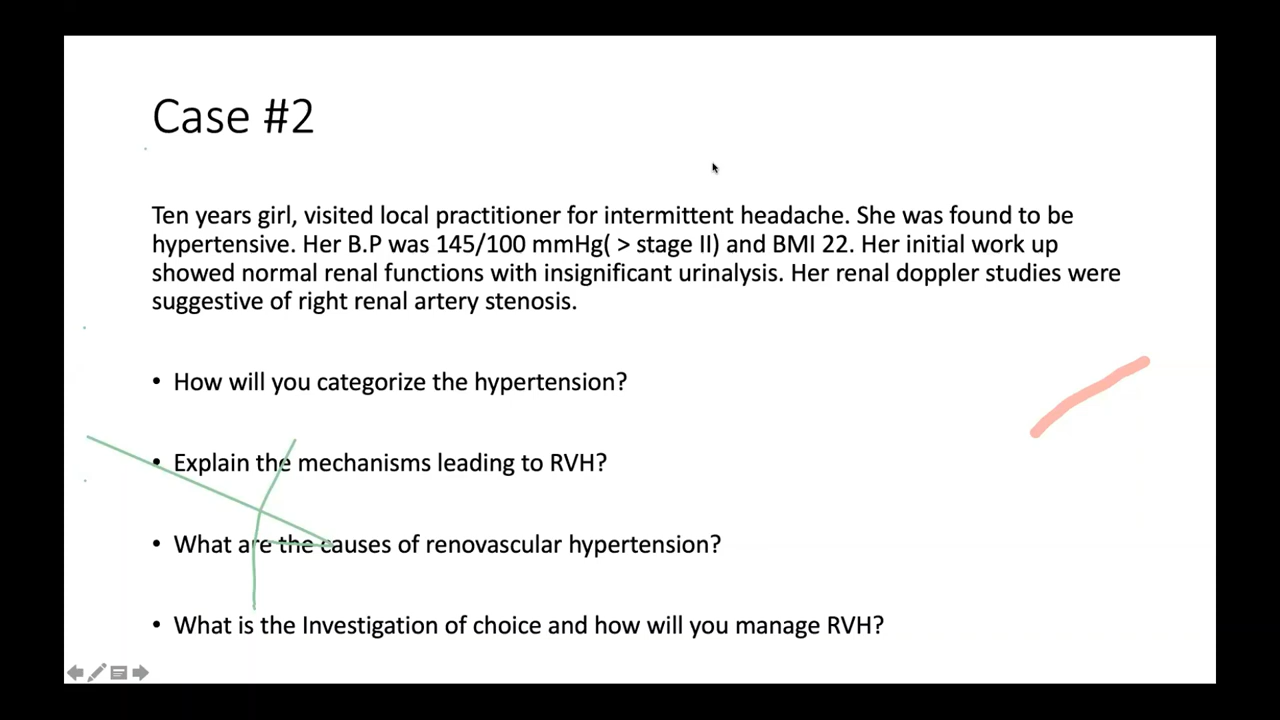 Case #2
Ten years girl, visited local practitioner for intermittent headache. She was found to be
hypertensive. Her B.P was 145/100 mmHg( > stage II) and BMI 22. Her initial work up
showed normal renal functions with insignificant urinalysis. Her renal doppler studies were
suggestive of right renal artery stenosis.
• How will you categorize the hypertension?
• Explain the mechanisms leading to RVH?
• What are the causes of renovascular hypertension?
• What is the Investigation of choice and how will you manage RVH?